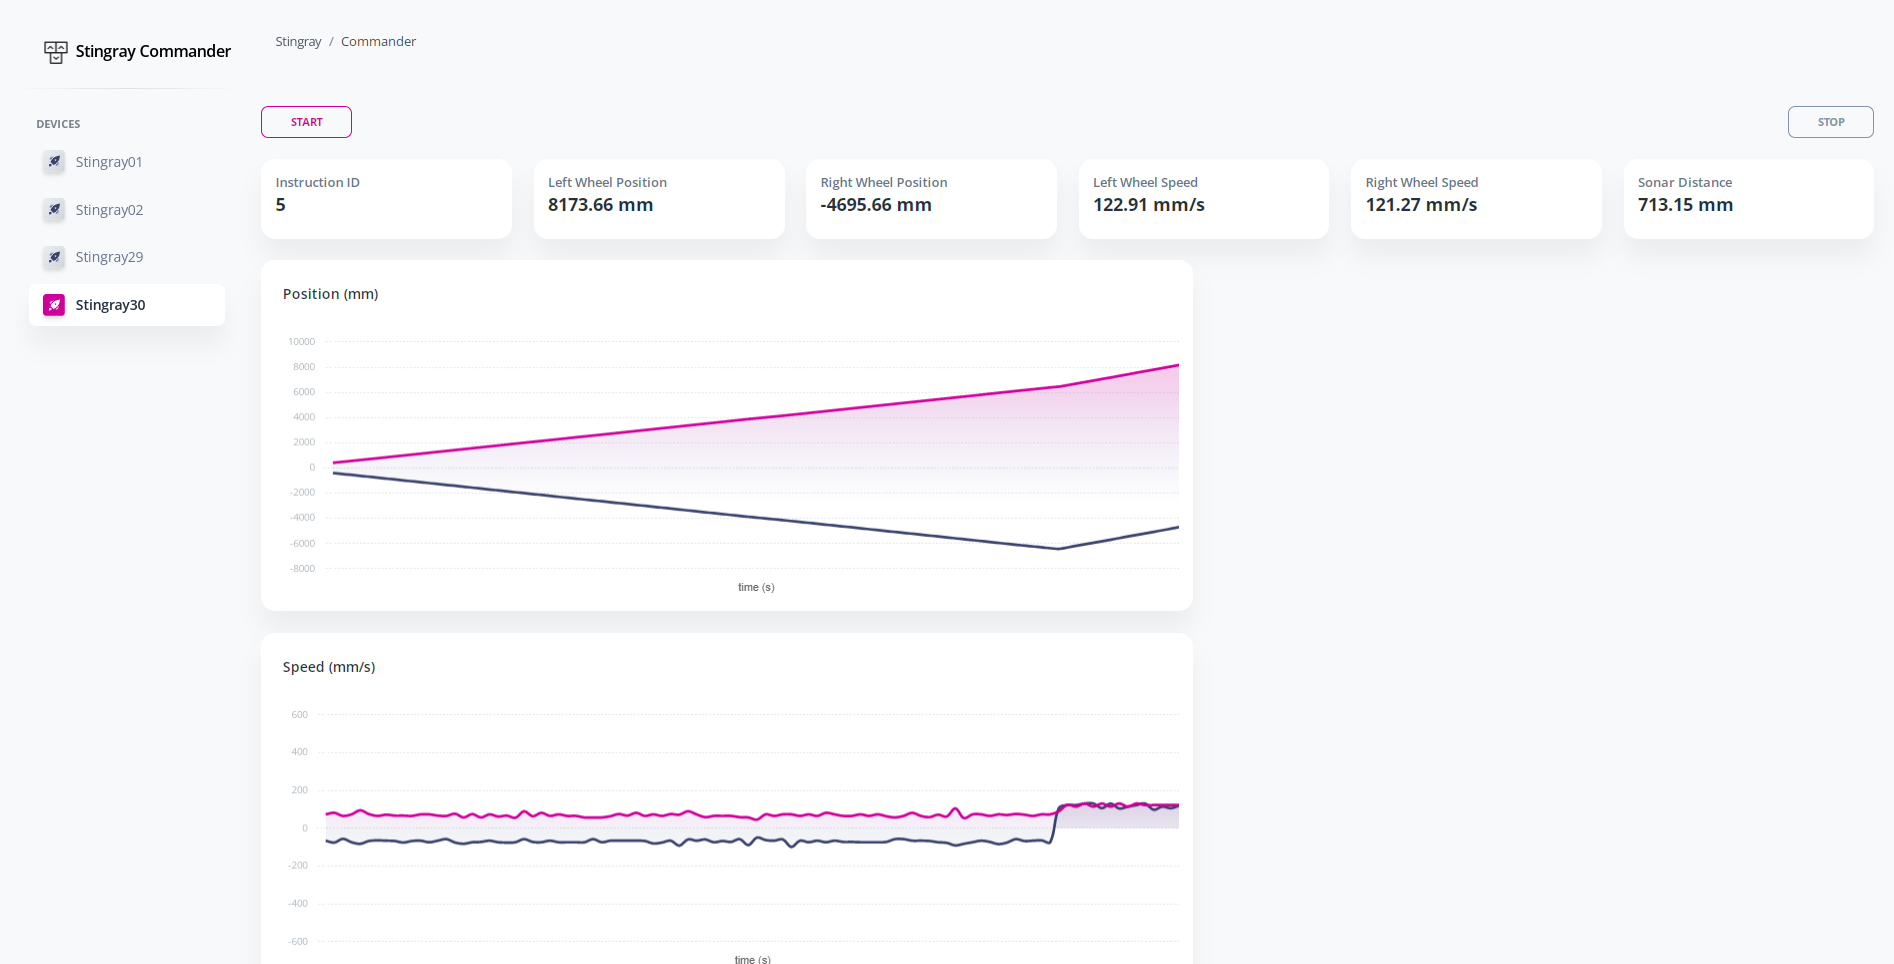 Stingray Commander
Stingray / Commander
DEVICES
Stingray01
Stingray02
Stingray29
Stingray30
START
STOP
Instruction ID
5
Left Wheel Position
8173.66 mm
Right Wheel Position
-4695.66 mm
Left Wheel Speed
122.91 mm/s
Right Wheel Speed
121.27 mm/s
Sonar Distance
713.15 mm
Position (mm)
10000
8000
6000
4000
2000
0
-2000
-4000
-6000
-8000
time (s)
Speed (mm/s)
600
400
200
0
-200
-400
-600
time (s)